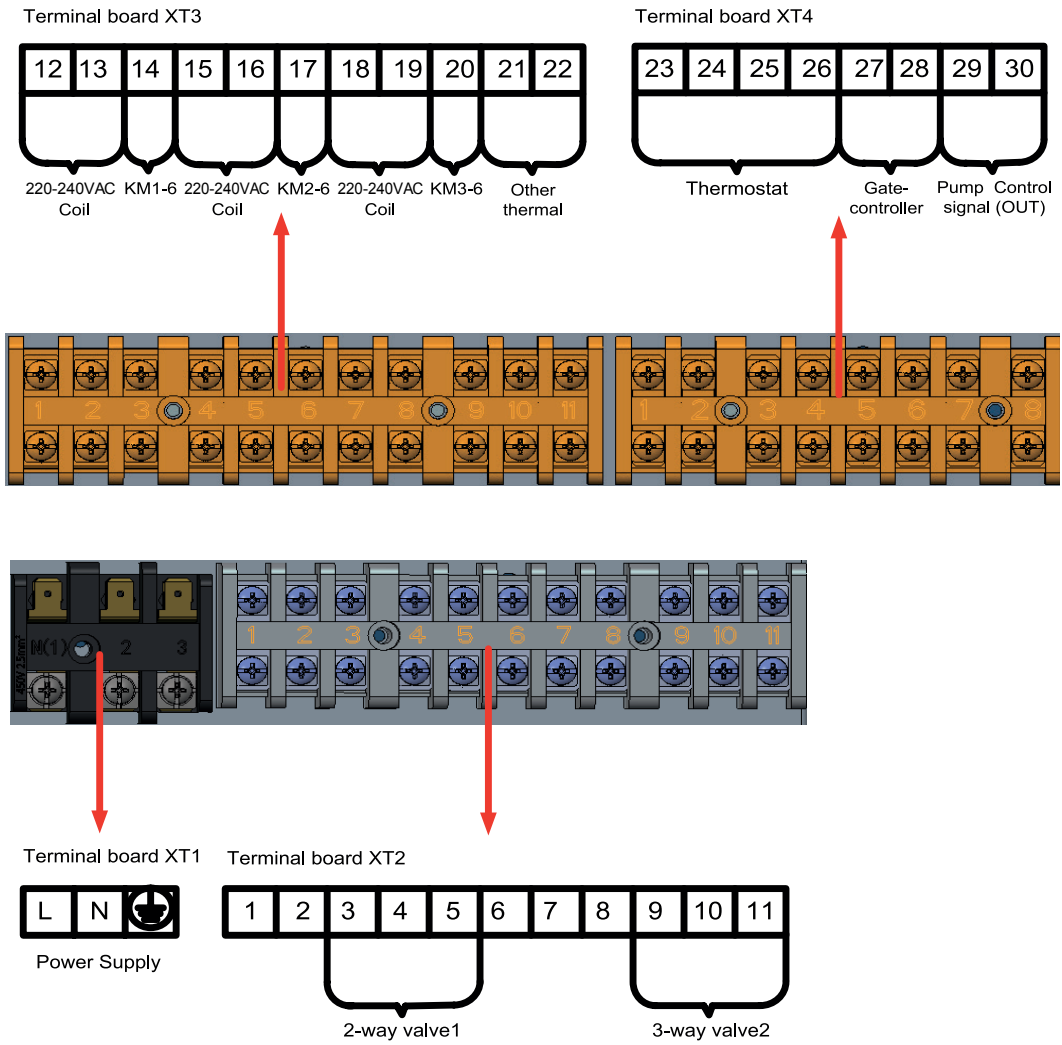 Terminal board XT3
Terminal board XT4
12 13 14 15 16 17 18 19 20 21 22
23 24 25 26 27 28 29 30
220-240VAC Coil
KM1-6
220-240VAC Coil
KM2-6
220-240VAC Coil
KM3-6
Other thermal
Thermostat
Gate-controller
Pump Control signal (OUT)
1 2 3 4 5 6 7 8 9 10 11
1 2 3 4 5 6 7 8
450V 2.5mm²
N(1) 2 3
1 2 3 4 5 6 7 8 9 10 11
Terminal board XT1
Terminal board XT2
L N
1 2 3 4 5 6 7 8 9 10 11
Power Supply
2-way valve1
3-way valve2